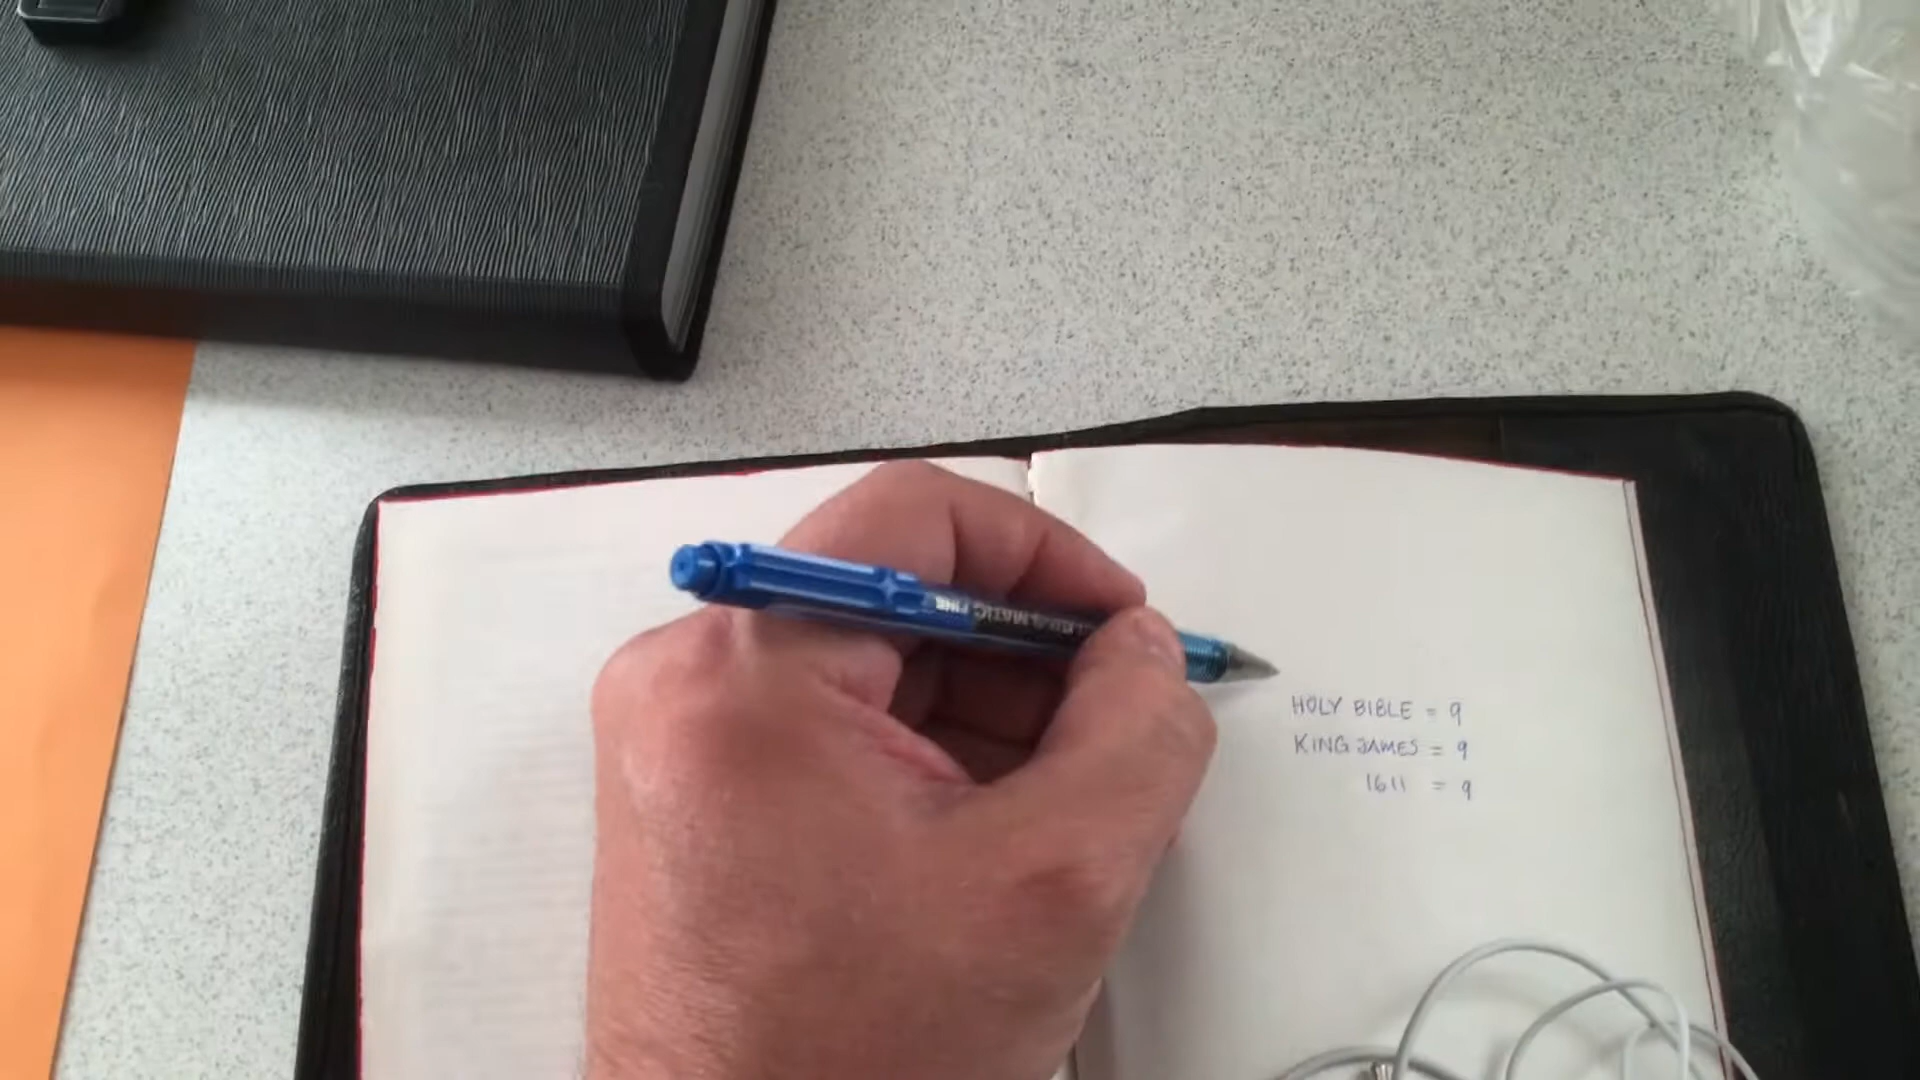 HOLY BIBLE = 9
KING JAMES = 9
1611 = 9